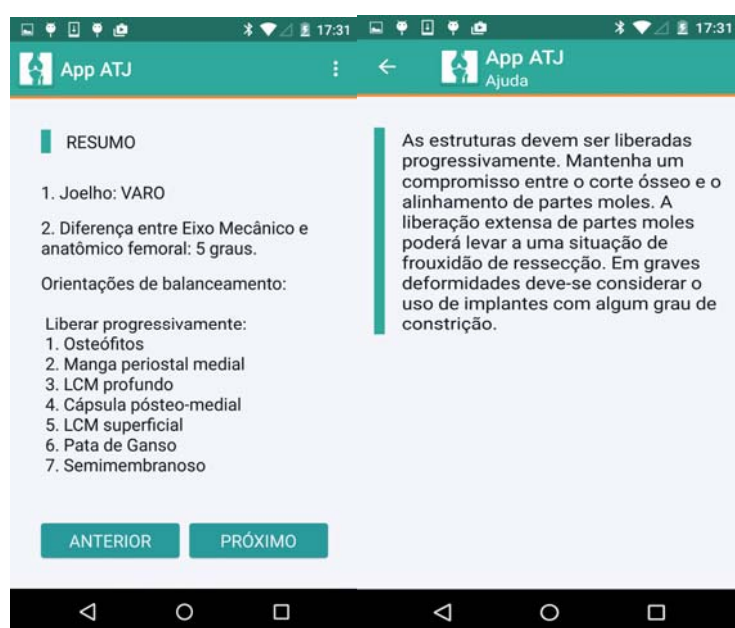 17:31
App ATJ
RESUMO
1. Joelho: VARO
2. Diferença entre Eixo Mecânico e
anatômico femoral: 5 graus.
Orientações de balanceamento:
Liberar progressivamente:
1. Osteófitos
2. Manga periostal medial
3. LCM profundo
4. Cápsula pósteo-medial
5. LCM superficial
6. Pata de Ganso
7. Semimembranoso
ANTERIOR
PRÓXIMO
17:31
App ATJ
Ajuda
As estruturas devem ser liberadas
progressivamente. Mantenha um
compromisso entre o corte ósseo e o
alinhamento de partes moles. A
liberação extensa de partes moles
poderá levar a uma situação de
frouxidão de ressecção. Em graves
deformidades deve-se considerar o
uso de implantes com algum grau de
constrição.